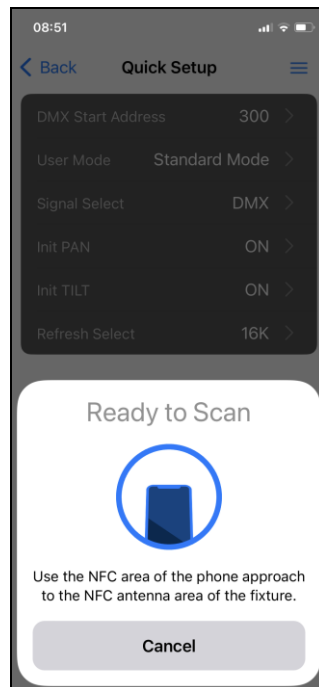 08:51
Back Quick Setup
DMX Start Address 300
User Mode Standard Mode
Signal Select DMX
Init PAN ON
Init TILT ON
Refresh Select 16K
Ready to Scan
Use the NFC area of the phone approach
to the NFC antenna area of the fixture.
Cancel